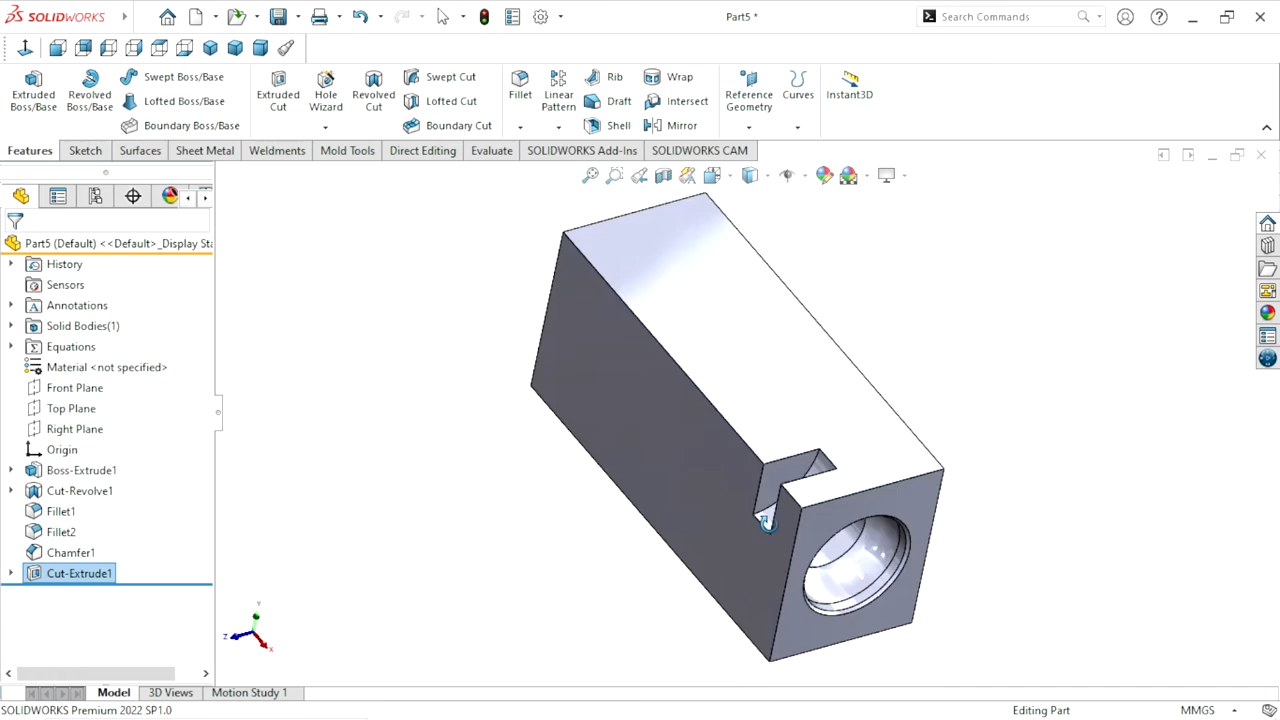 SOLIDWORKS
Part5 *
Search Commands
Extruded Boss/Base
Revolved Boss/Base
Swept Boss/Base
Lofted Boss/Base
Boundary Boss/Base
Extruded Cut
Hole Wizard
Revolved Cut
Swept Cut
Lofted Cut
Boundary Cut
Fillet
Linear Pattern
Rib
Draft
Shell
Wrap
Intersect
Mirror
Reference Geometry
Curves
Instant3D
Features
Sketch
Surfaces
Sheet Metal
Weldments
Mold Tools
Direct Editing
Evaluate
SOLIDWORKS Add-Ins
SOLIDWORKS CAM
Part5 (Default) <<Default>_Display Sta
History
Sensors
Annotations
Solid Bodies(1)
Equations
Material <not specified>
Front Plane
Top Plane
Right Plane
Origin
Boss-Extrude1
Cut-Revolve1
Fillet1
Fillet2
Chamfer1
Cut-Extrude1
Y
Z
X
Model
3D Views
Motion Study 1
SOLIDWORKS Premium 2022 SP1.0
Editing Part
MMGS